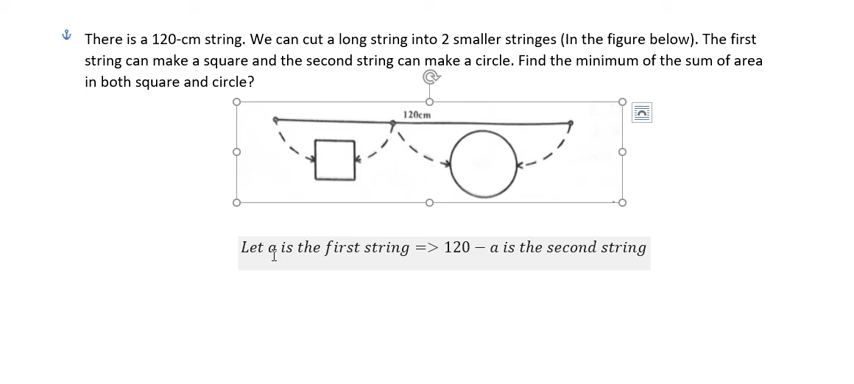 There is a 120-cm string. We can cut a long string into 2 smaller stringes (In the figure below). The first
string can make a square and the second string can make a circle. Find the minimum of the sum of area
in both square and circle?
120cm
Let a is the first string => 120 − a is the second string